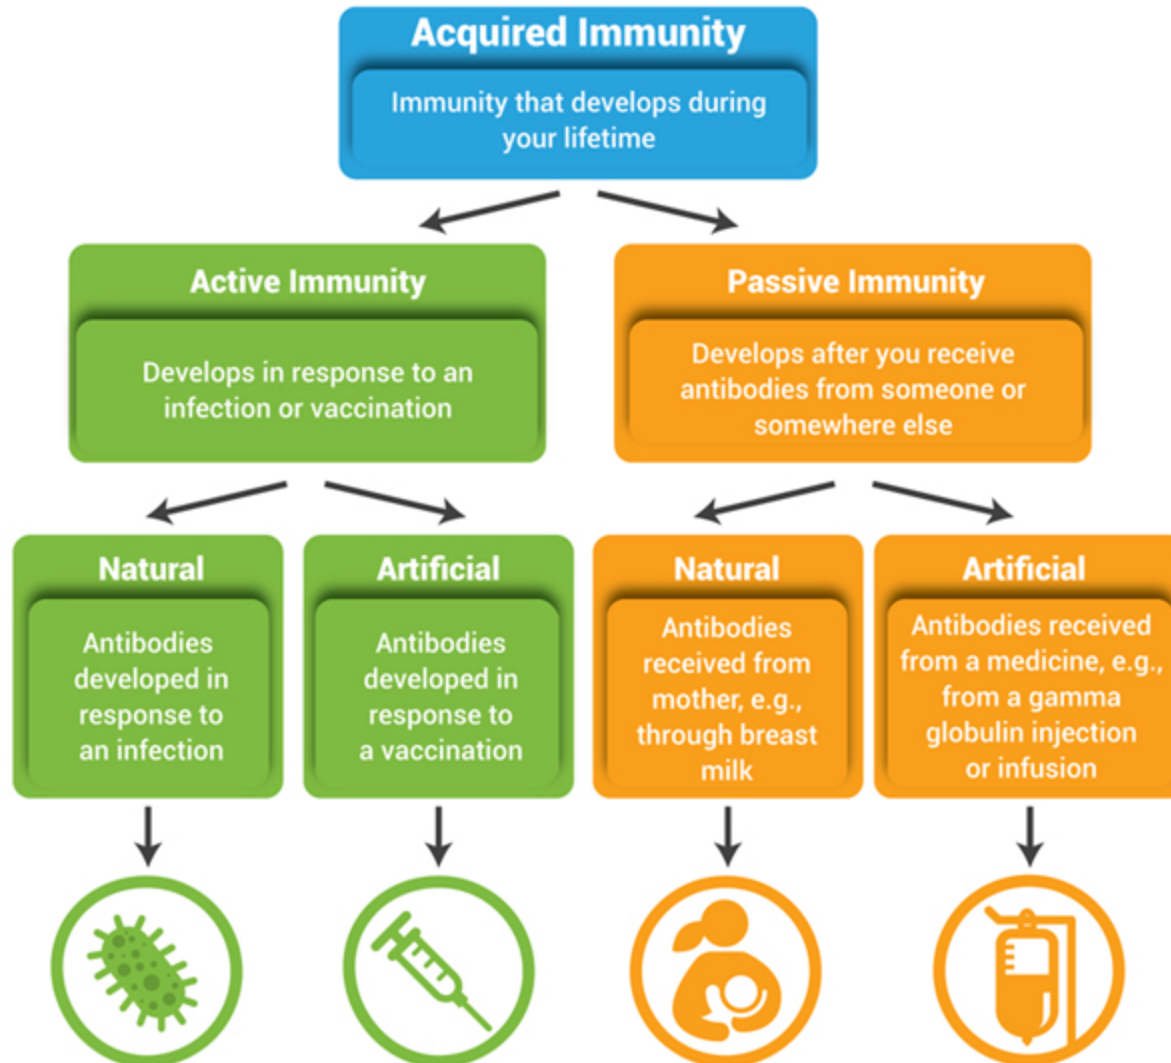 Acquired Immunity
Immunity that develops during
your lifetime
Active Immunity
Develops in response to an
infection or vaccination
Passive Immunity
Develops after you receive
antibodies from someone or
somewhere else
Natural
Antibodies
developed in
response to
an infection
Artificial
Antibodies
developed in
response to
a vaccination
Natural
Antibodies
received from
mother, e.g.,
through breast
milk
Artificial
Antibodies received
from a medicine, e.g.,
from a gamma
globulin injection
or infusion